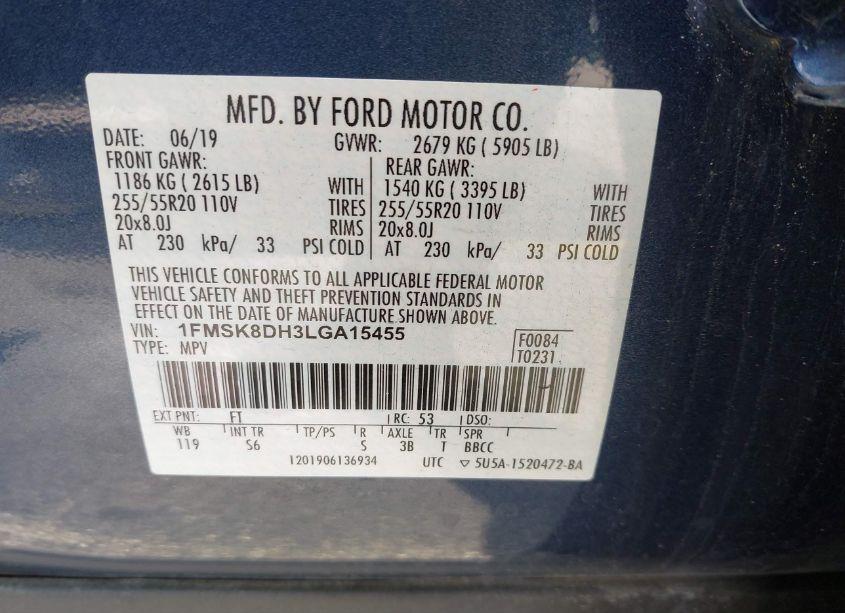 MFD. BY FORD MOTOR CO.
DATE: 06/19 GVWR: 2679 KG ( 5905 LB)
FRONT GAWR: REAR GAWR:
1186 KG ( 2615 LB) WITH 1540 KG ( 3395 LB) WITH
255/55R20 110V TIRES 255/55R20 110V TIRES
20x8.0J RIMS 20x8.0J RIMS
AT 230 kPa/ 33 PSI COLD AT 230 kPa/ 33 PSI COLD
THIS VEHICLE CONFORMS TO ALL APPLICABLE FEDERAL MOTOR
VEHICLE SAFETY AND THEFT PREVENTION STANDARDS IN
EFFECT ON THE DATE OF MANUFACTURE SHOWN ABOVE.
VIN: 1FMSK8DH3LGA15455 F0084
TYPE: MPV T0231
EXT PNT: FT RC: 53 DSO:
WB INT TR TP/PS R AXLE TR SPR
119 S6 S 3B T BBCC
1201906136934 UTC ▽ 5U5A-1520472-BA